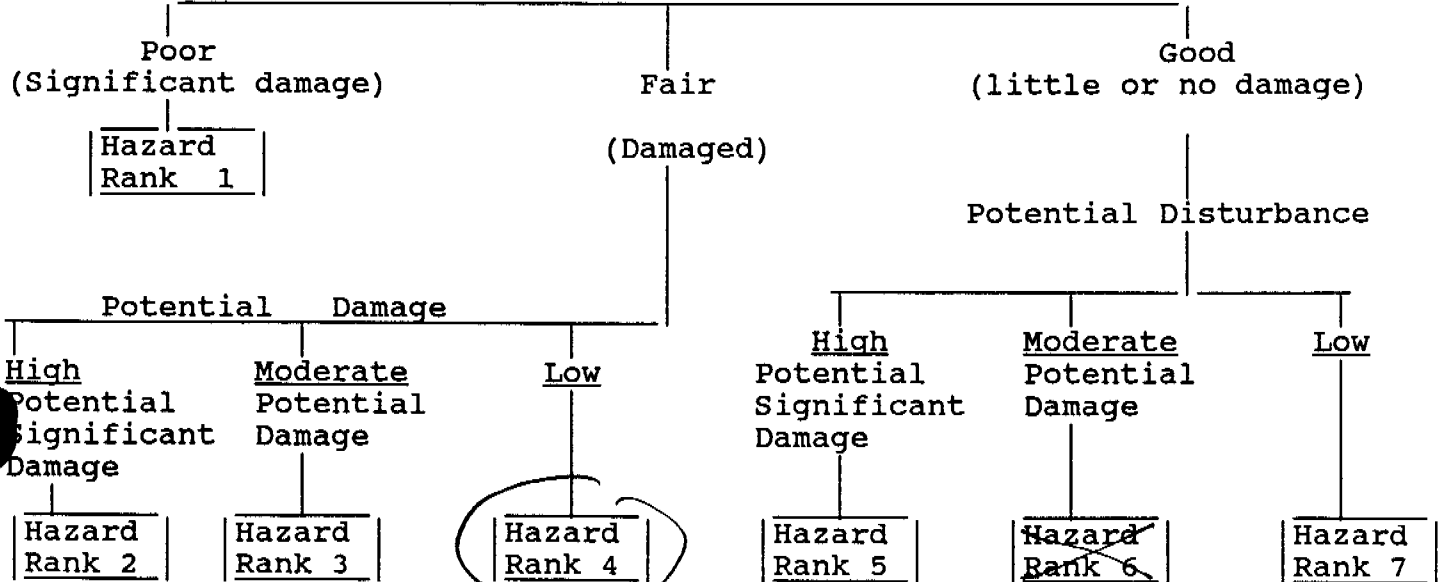 Poor
(Significant damage)
Hazard
Rank 1
Fair
(Damaged)
Good
(little or no damage)
Potential Disturbance
Potential Damage
High
Potential
Significant
Damage
Hazard
Rank 2
Moderate
Potential
Damage
Hazard
Rank 3
Low
Hazard
Rank 4
High
Potential
Significant
Damage
Hazard
Rank 5
Moderate
Potential
Damage
Hazard
Rank 6
Low
Hazard
Rank 7